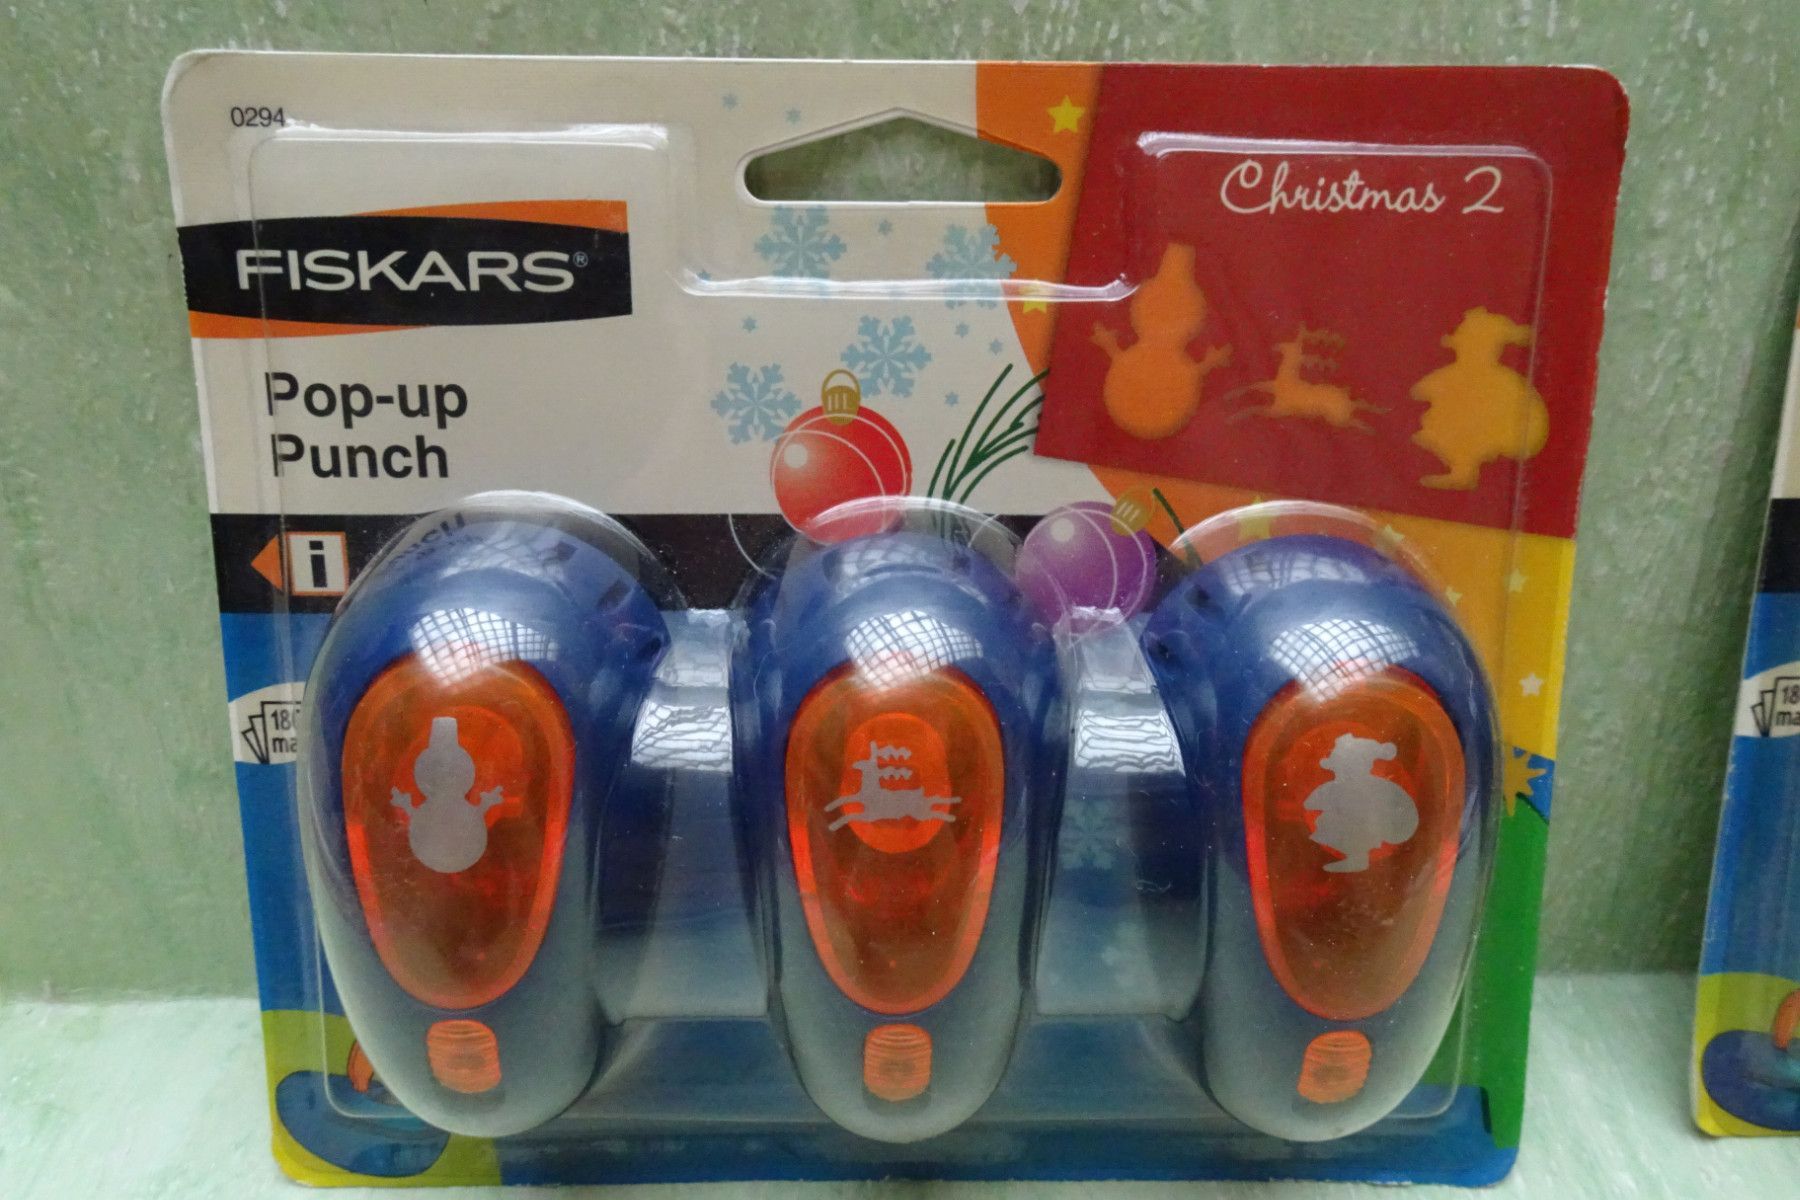 0294
FISKARS®
Christmas 2
Pop-up
Punch
i